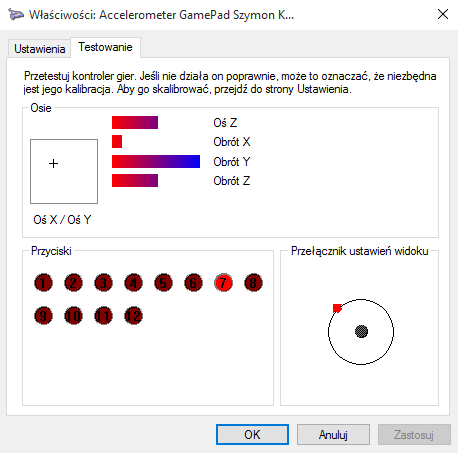 Właściwości: Accelerometer GamePad Szymon K...
Ustawienia
Testowanie
Przetestuj kontroler gier. Jeśli nie działa on poprawnie, może to oznaczać, że niezbędna
jest jego kalibracja. Aby go skalibrować, przejdź do strony Ustawienia.
Osie
Oś Z
Obrót X
Obrót Y
Obrót Z
Oś X / Oś Y
Przyciski
1 2 3 4 5 6 7 8
9 10 11 12
Przełącznik ustawień widoku
OK
Anuluj
Zastosuj